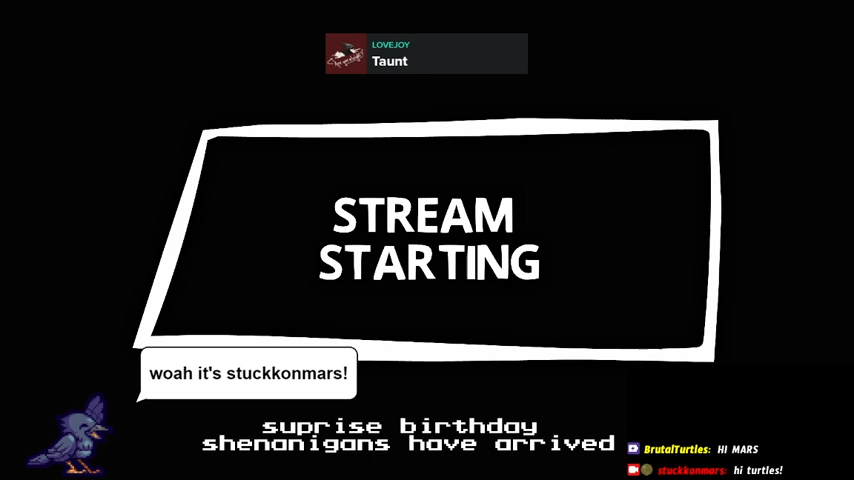 LOVEJOY
Taunt
STREAM
STARTING
woah it's stuckkonmars!
suprise birthday
shenanigans have arrived
BrutalTurtles: HI MARS
stuckkonmars: hi turtles!